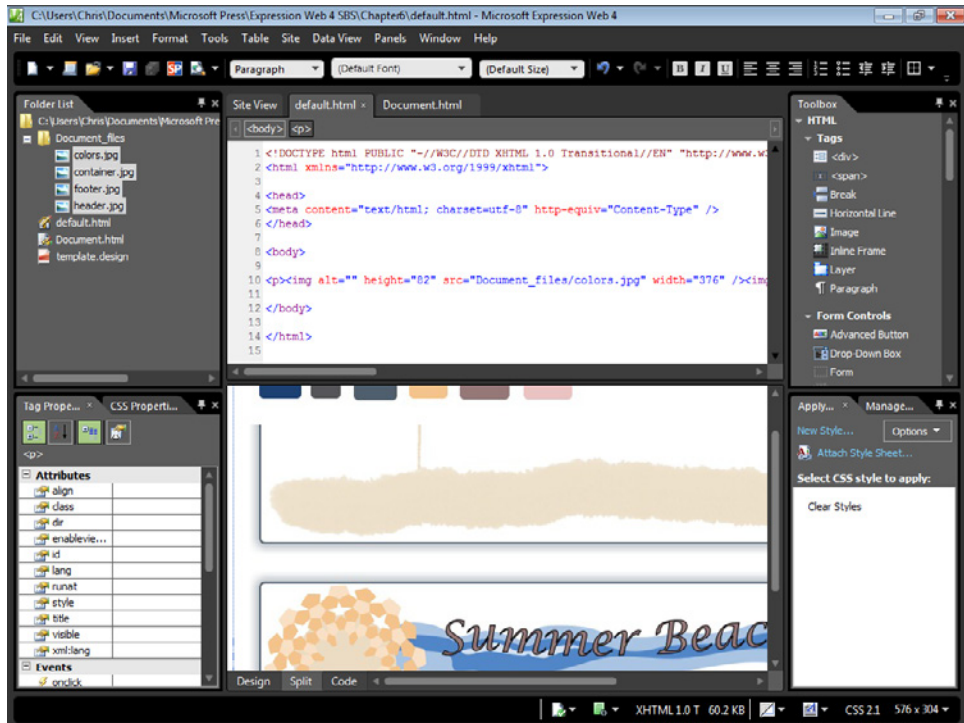 C:\Users\Chris\Documents\Microsoft Press\Expression Web 4 SBS\Chapter6\default.html - Microsoft Expression Web 4
File Edit View Insert Format Tools Table Site Data View Panels Window Help
SP Paragraph (Default Font) (Default Size) B I U
Folder List
C:\Users\Chris\Documents\Microsoft Pre
Document_files
colors.jpg
container.jpg
footer.jpg
header.jpg
default.html
Document.html
template.design
Site View default.html × Document.html
<body> <p>
1 <!DOCTYPE html PUBLIC "-//W3C//DTD XHTML 1.0 Transitional//EN" "http://www.w3
2 <html xmlns="http://www.w3.org/1999/xhtml">
3
4 <head>
5 <meta content="text/html; charset=utf-8" http-equiv="Content-Type" />
6 </head>
7
8 <body>
9
10 <p><img alt="" height="82" src="Document_files/colors.jpg" width="376" /><img
11
12 </body>
13
14 </html>
15
Toolbox
HTML
Tags
<div>
<span>
Break
Horizontal Line
Image
Inline Frame
Layer
Paragraph
Form Controls
Advanced Button
Drop-Down Box
Form
Tag Prope... × CSS Properti...
<p>
Attributes
align
class
dir
enablevie...
id
lang
runat
style
title
visible
xml:lang
Events
onclick
Summer Beac
Design Split Code
Apply... × Manage...
New Style... Options
Attach Style Sheet...
Select CSS style to apply:
Clear Styles
XHTML 1.0 T 60.2 KB CSS 2.1 576 x 304